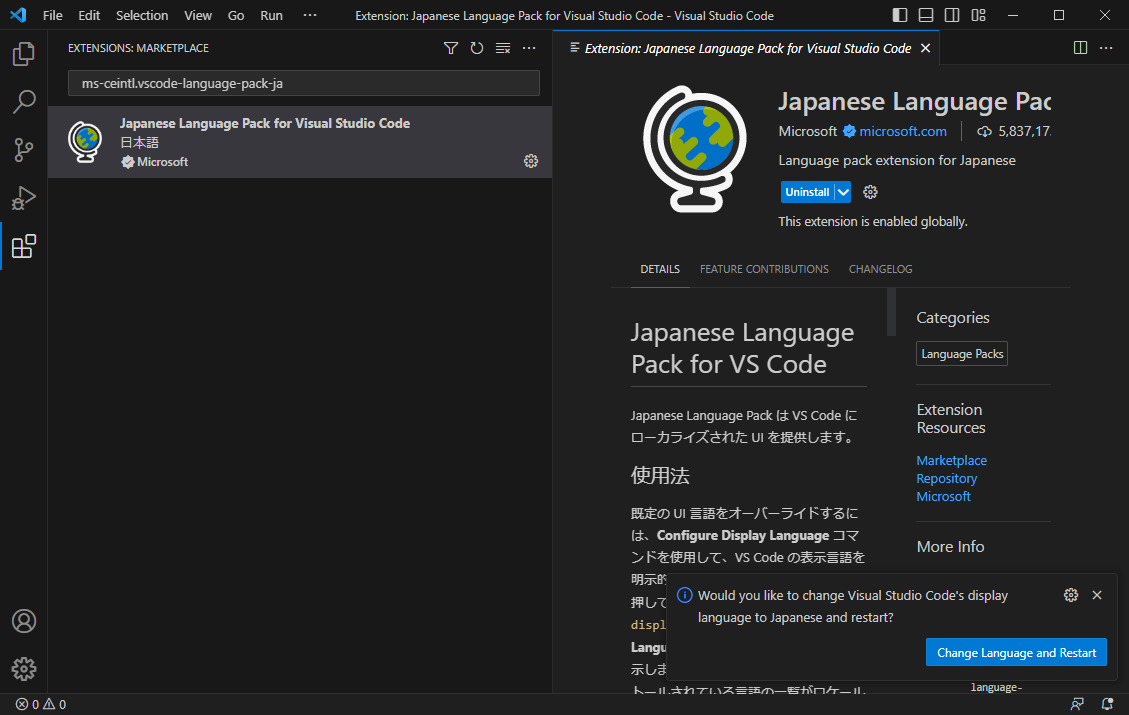 File Edit Selection View Go Run ··· Extension: Japanese Language Pack for Visual Studio Code - Visual Studio Code
EXTENSIONS: MARKETPLACE
ms-ceintl.vscode-language-pack-ja
Japanese Language Pack for Visual Studio Code
日本語
Microsoft
Extension: Japanese Language Pack for Visual Studio Code
Japanese Language Pac
Microsoft microsoft.com 5,837,17
Language pack extension for Japanese
Uninstall
This extension is enabled globally.
DETAILS FEATURE CONTRIBUTIONS CHANGELOG
Japanese Language
Pack for VS Code
Japanese Language Pack は VS Code に
ローカライズされた UI を提供します。
使用法
既定の UI 言語をオーバーライドするに
は、Configure Display Language コマ
ンドを使用して、VS Code の表示言語を
明示的
押して
displ
Langu
示しま
トールされている言語の一覧がロケール
Categories
Language Packs
Extension
Resources
Marketplace
Repository
Microsoft
More Info
language-
Would you like to change Visual Studio Code's display
language to Japanese and restart?
Change Language and Restart
0 0